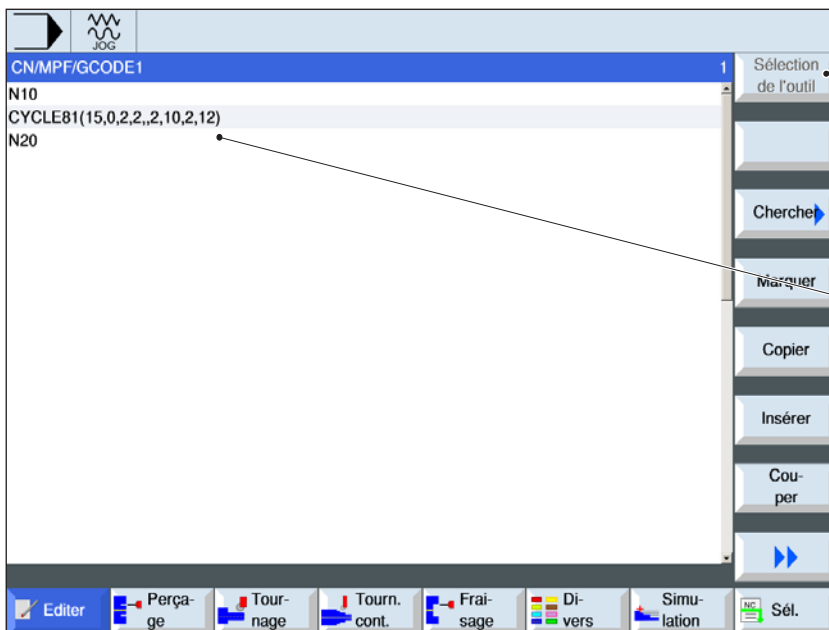 JOG
CN/MPF/GCODE1 1
N10
CYCLE81(15,0,2,2,,2,10,2,12)
N20
Sélection
de l'outil
Chercher
Marquer
Copier
Insérer
Cou-
per
Editer
Perça-
ge
Tour-
nage
Tourn.
cont.
Frai-
sage
Di-
vers
Simu-
lation
NC
Sél.